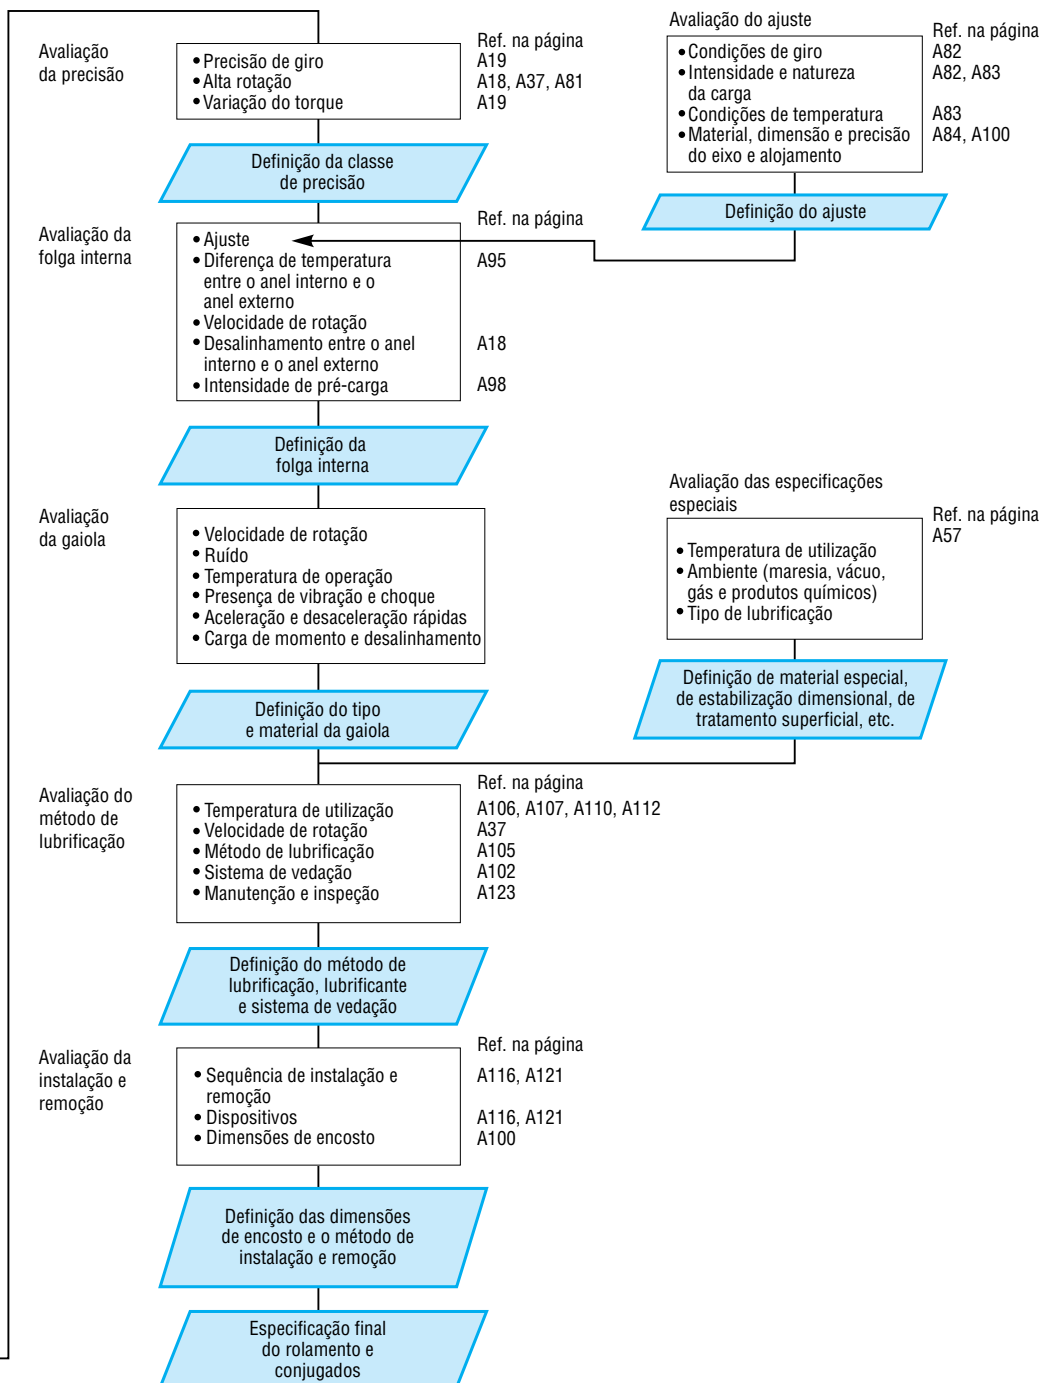 Avaliação
da precisão
• Precisão de giro
• Alta rotação
• Variação do torque
Ref. na página
A19
A18, A37, A81
A19
Definição da classe
de precisão
Avaliação do ajuste
• Condições de giro
• Intensidade e natureza
da carga
• Condições de temperatura
• Material, dimensão e precisão
do eixo e alojamento
Ref. na página
A82
A82, A83
A83
A84, A100
Definição do ajuste
Avaliação da
folga interna
• Ajuste
• Diferença de temperatura
entre o anel interno e o
anel externo
• Velocidade de rotação
• Desalinhamento entre o anel
interno e o anel externo
• Intensidade de pré-carga
Ref. na página
A95
A18
A98
Definição da
folga interna
Avaliação
da gaiola
• Velocidade de rotação
• Ruído
• Temperatura de operação
• Presença de vibração e choque
• Aceleração e desaceleração rápidas
• Carga de momento e desalinhamento
Definição do tipo
e material da gaiola
Avaliação das especificações
especiais
• Temperatura de utilização
• Ambiente (maresia, vácuo,
gás e produtos químicos)
• Tipo de lubrificação
Ref. na página
A57
Definição de material especial,
de estabilização dimensional, de
tratamento superficial, etc.
Avaliação do
método de
lubrificação
• Temperatura de utilização
• Velocidade de rotação
• Método de lubrificação
• Sistema de vedação
• Manutenção e inspeção
Ref. na página
A106, A107, A110, A112
A37
A105
A102
A123
Definição do método de
lubrificação, lubrificante
e sistema de vedação
Avaliação da
instalação e
remoção
• Sequência de instalação e
remoção
• Dispositivos
• Dimensões de encosto
Ref. na página
A116, A121
A116, A121
A100
Definição das dimensões
de encosto e o método de
instalação e remoção
Especificação final
do rolamento e
conjugados